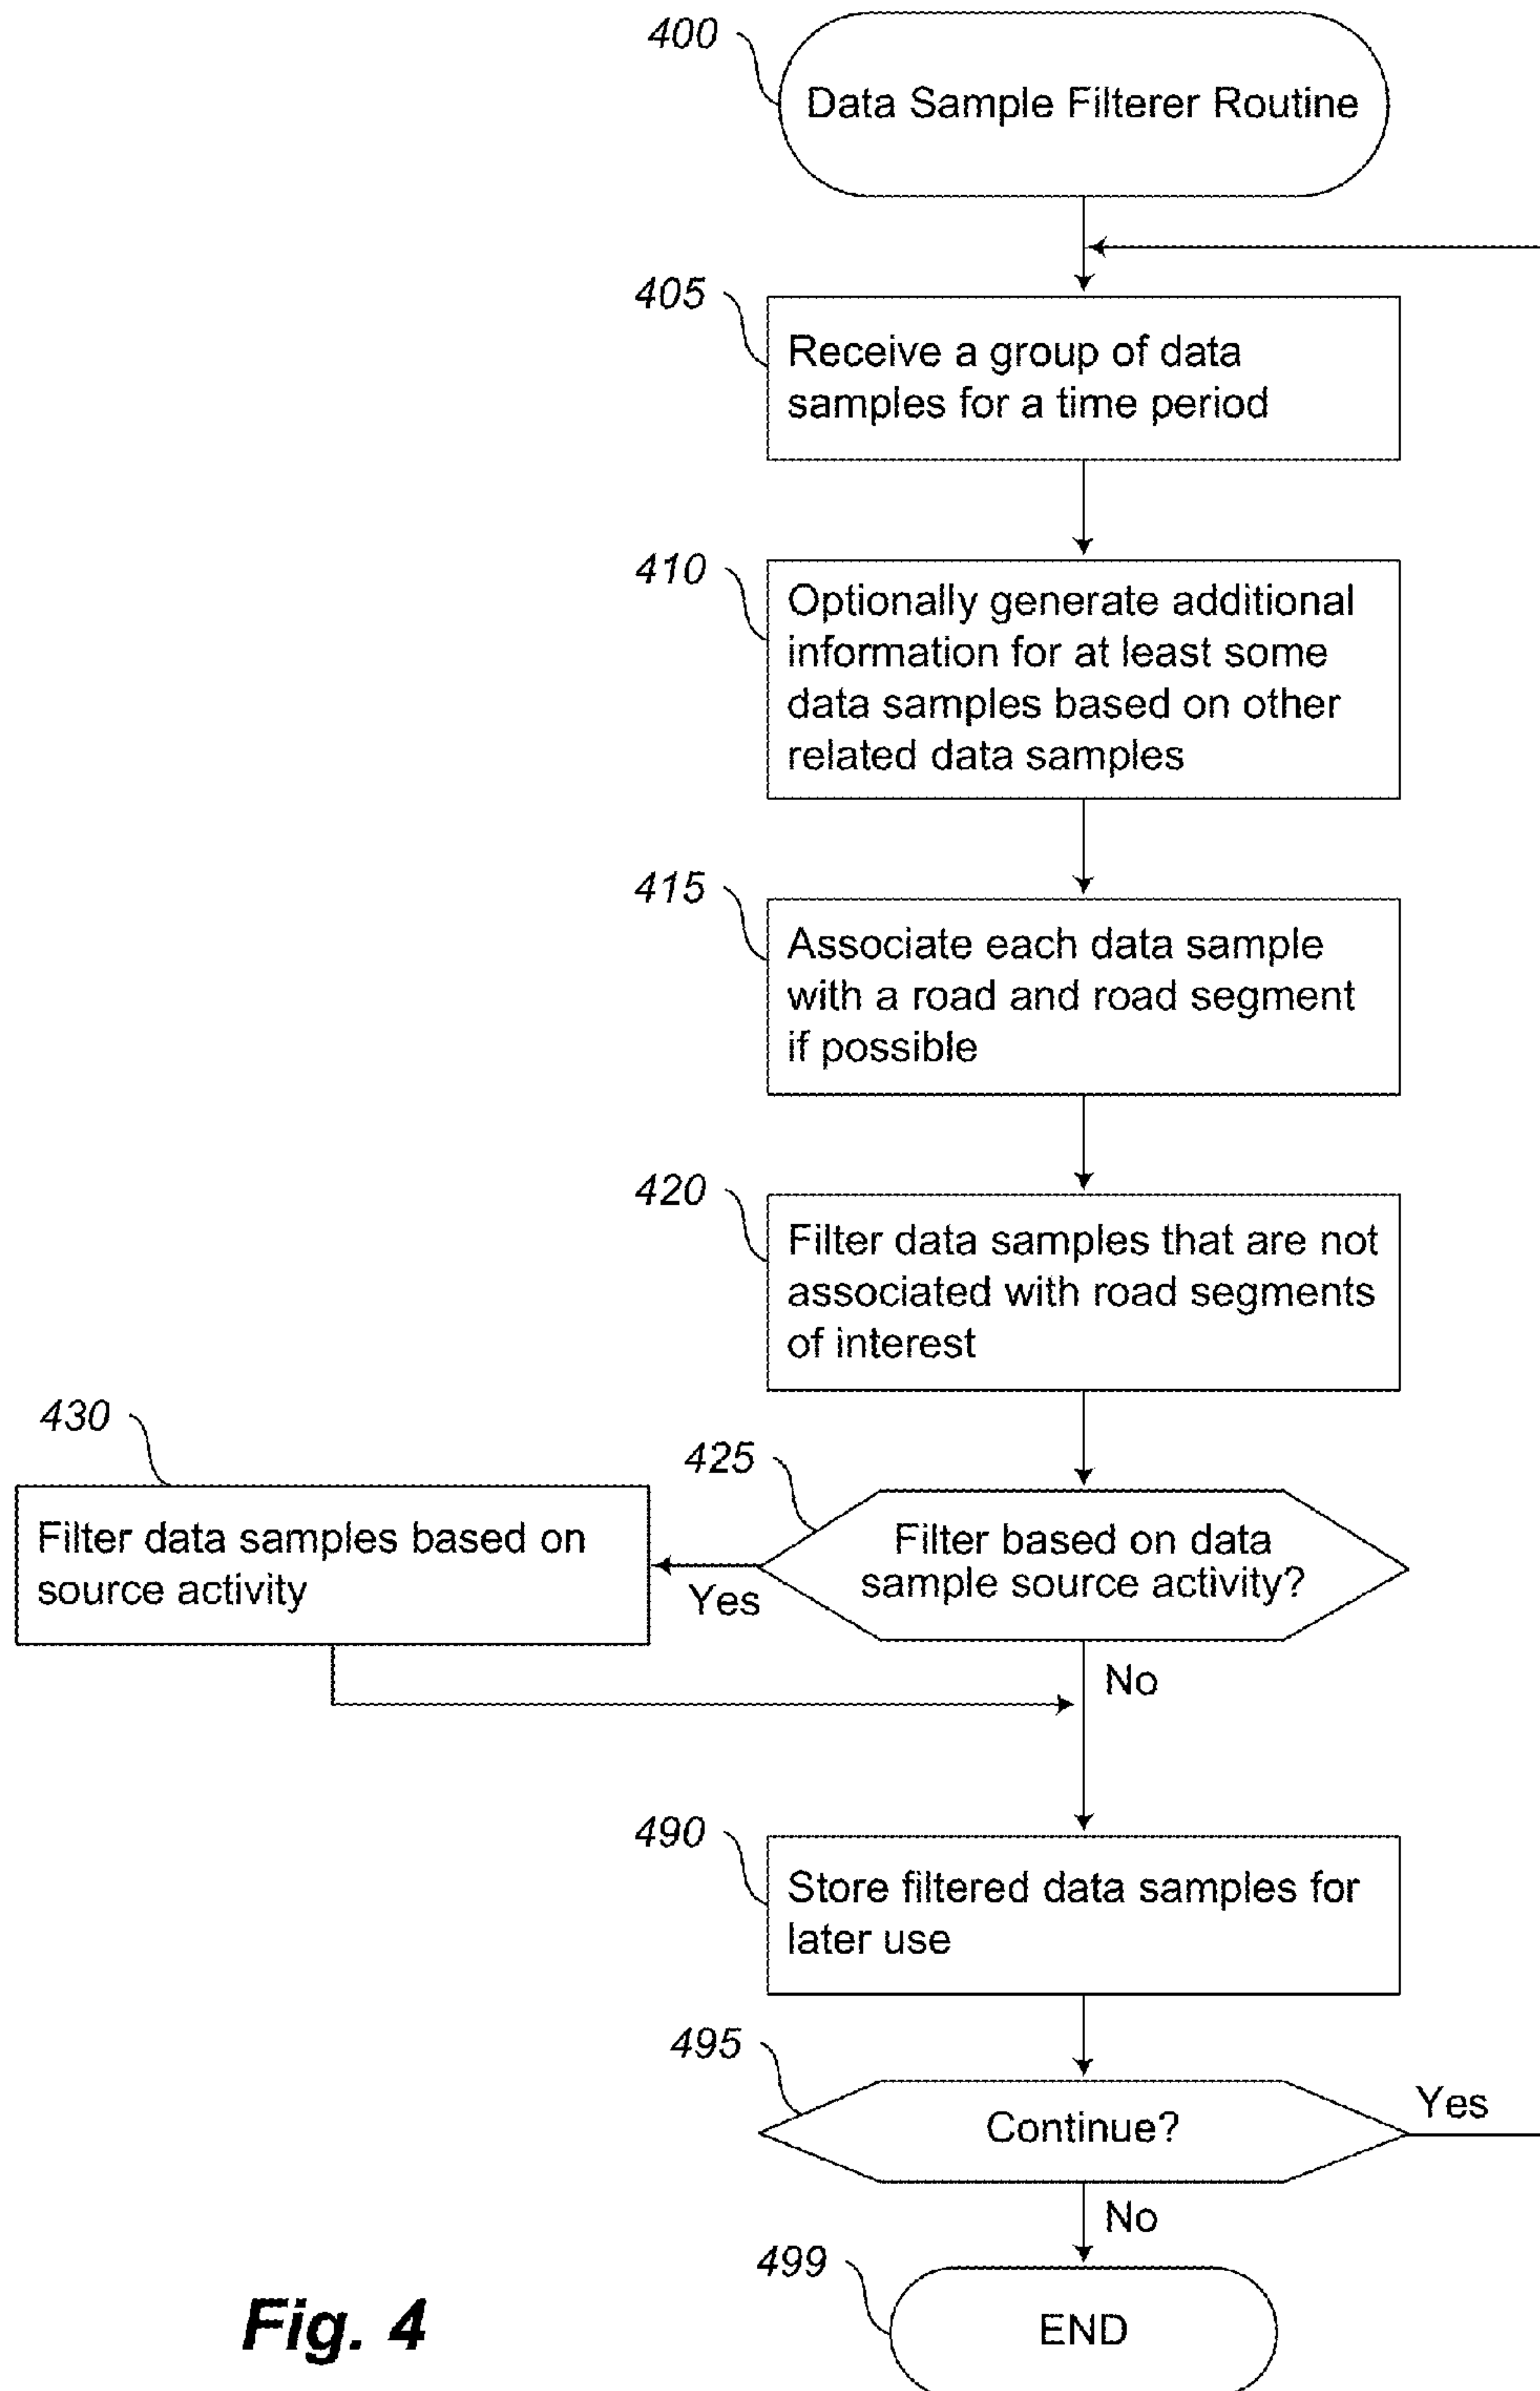 400
Data Sample Filterer Routine
405
Receive a group of data
samples for a time period
410
Optionally generate additional
information for at least some
data samples based on other
related data samples
415
Associate each data sample
with a road and road segment
if possible
420
Filter data samples that are not
associated with road segments
of interest
425
Filter based on data
sample source activity?
Yes
430
Filter data samples based on
source activity
No
490
Store filtered data samples for
later use
495
Continue?
Yes
No
499
END
Fig. 4